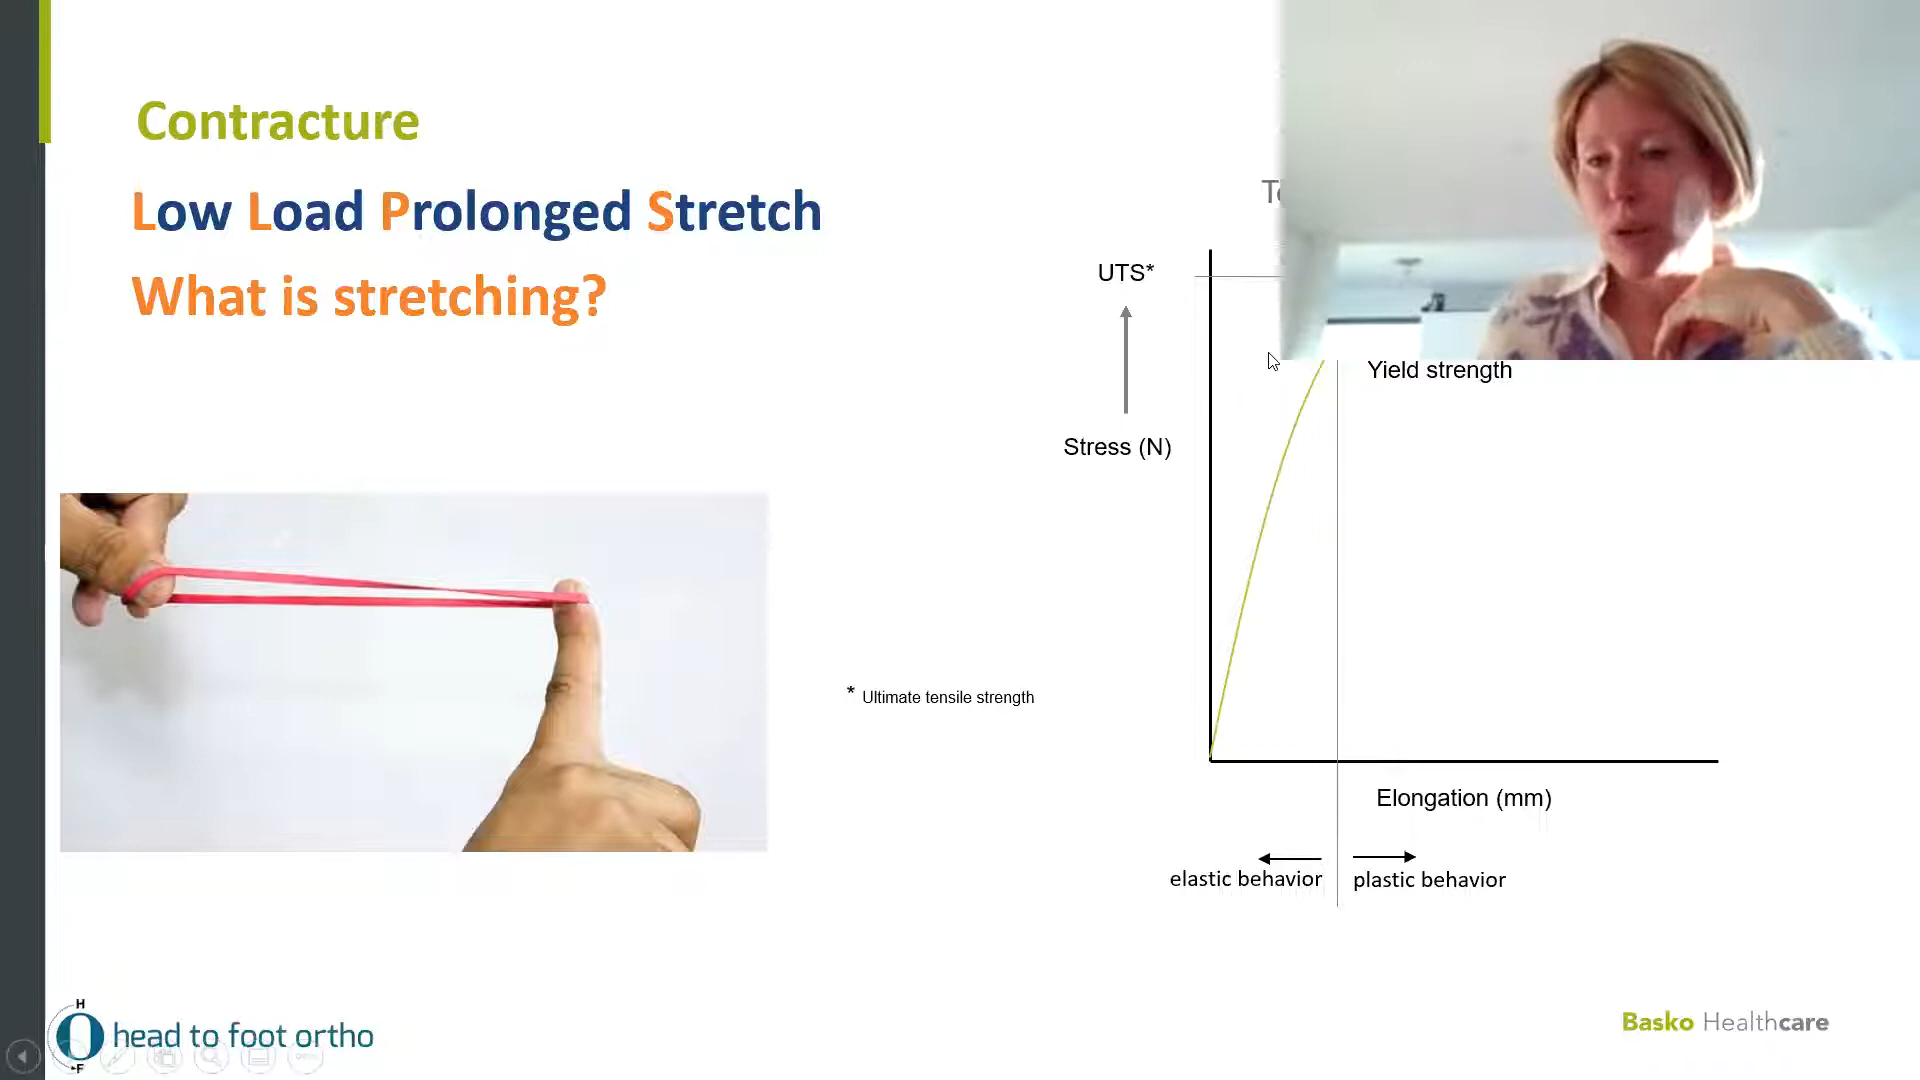 Contracture
Low Load Prolonged Stretch
What is stretching?
UTS*
Yield strength
Stress (N)
* Ultimate tensile strength
Elongation (mm)
elastic behavior
plastic behavior
H
head to foot ortho
F
Basko Healthcare